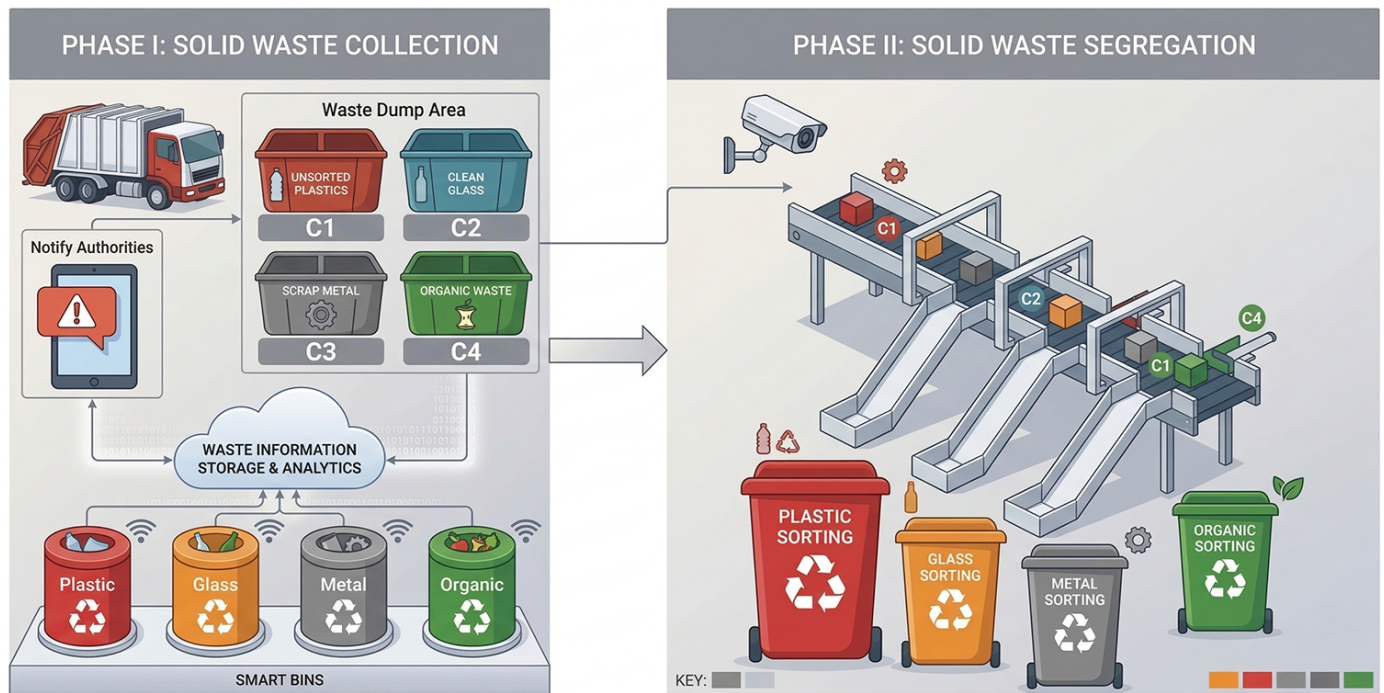 PHASE I: SOLID WASTE COLLECTION
Waste Dump Area
UNSORTED
PLASTICS
CLEAN
GLASS
C1
C2
SCRAP METAL
ORGANIC WASTE
C3
C4
Notify Authorities
WASTE INFORMATION
STORAGE & ANALYTICS
Plastic
Glass
Metal
Organic
SMART BINS
PHASE II: SOLID WASTE SEGREGATION
C1
C2
C4
C1
PLASTIC
SORTING
GLASS
SORTING
METAL
SORTING
ORGANIC
SORTING
KEY: